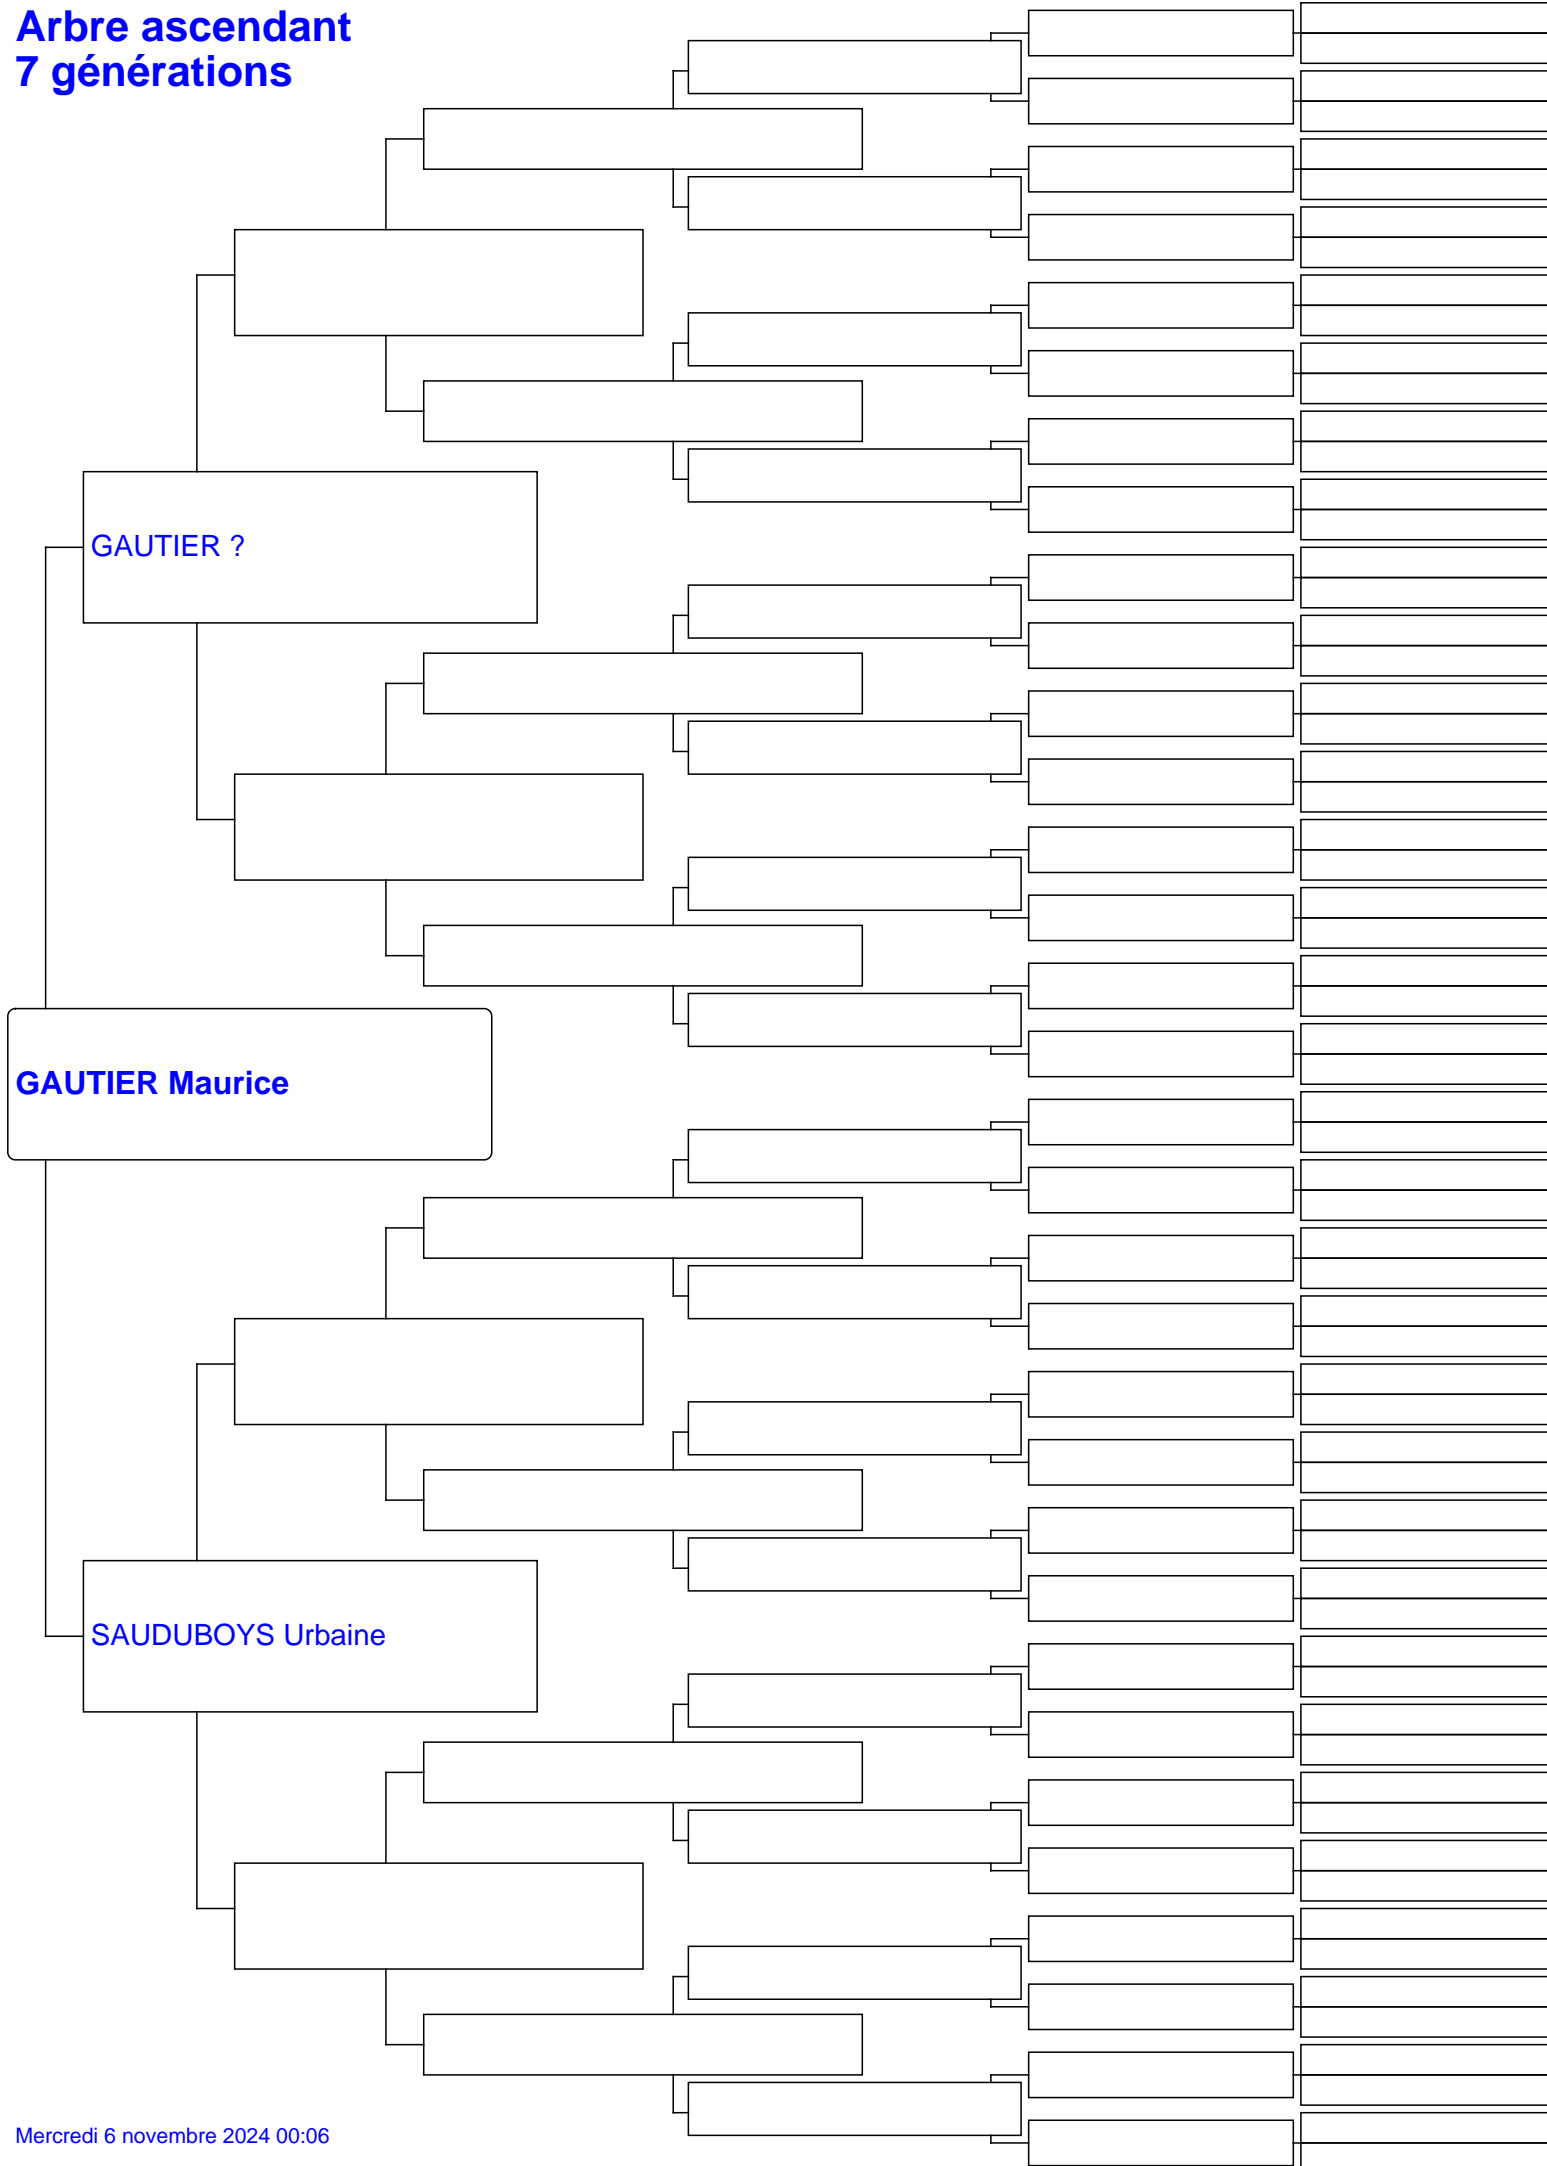 Arbre ascendant
7 générations
GAUTIER ?
GAUTIER Maurice
SAUDUBOYS Urbaine
Mercredi 6 novembre 2024 00:06